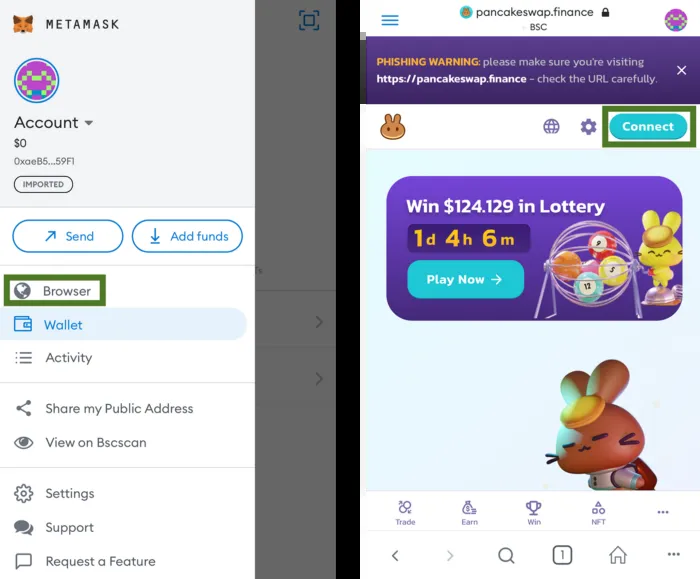 METAMASK
Account
$0
0xaeB5...59F1
IMPORTED
Send
Add funds
Browser
Wallet
Activity
Share my Public Address
View on Bscscan
Settings
Support
Request a Feature
pancakeswap.finance
BSC
PHISHING WARNING: please make sure you're visiting
https://pancakeswap.finance - check the URL carefully.
Connect
Win $124.129 in Lottery
1d 4h 6m
Play Now
9
5
12
Trade
Earn
Win
NFT
1